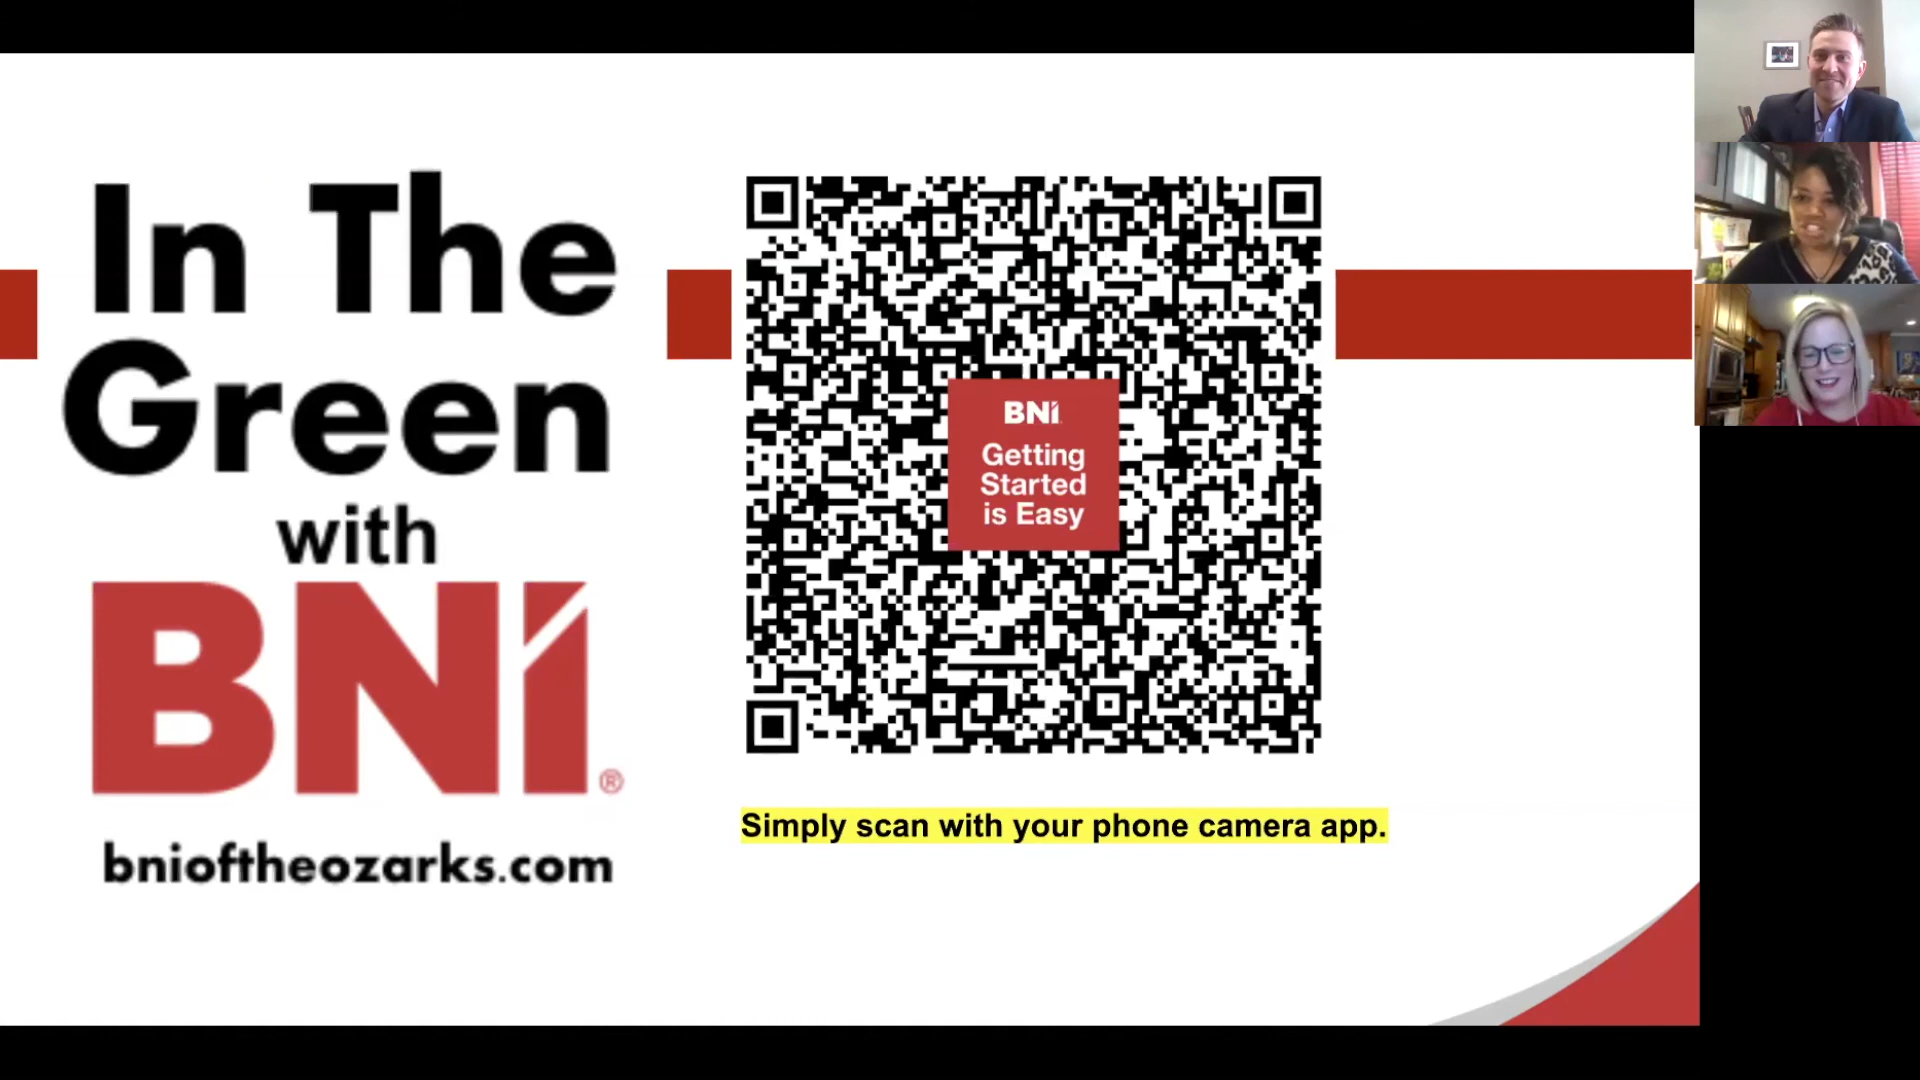 In The
Green
with
BNI®
bnioftheozarks.com
BNI
Getting
Started
is Easy
Simply scan with your phone camera app.